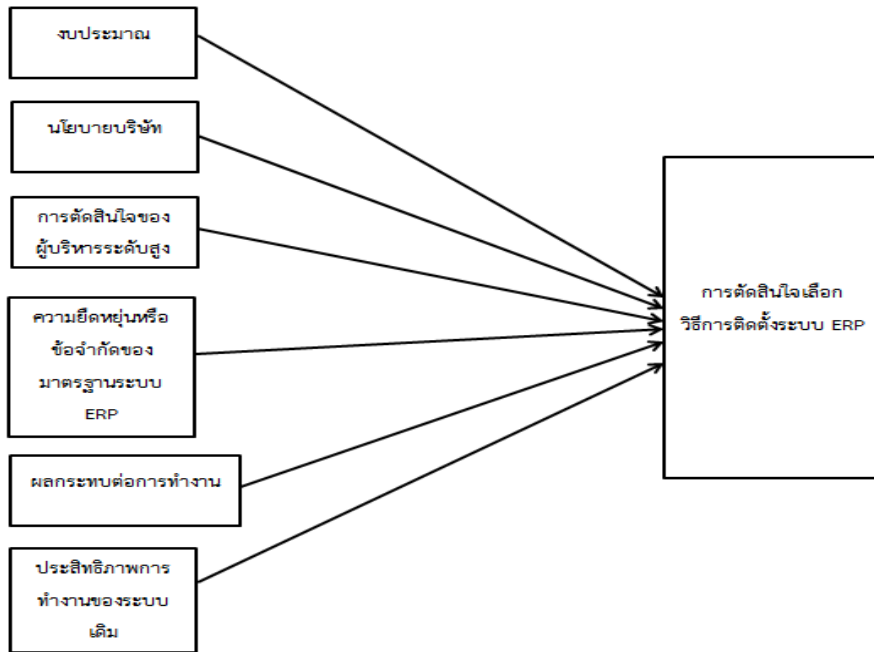 งบประมาณ
นโยบายบริษัท
การตัดสินใจของ
ผู้บริหารระดับสูง
ความยืดหยุ่นหรือ
ข้อจำกัดของ
มาตรฐานระบบ
ERP
ผลกระทบต่อการทำงาน
ประสิทธิภาพการ
ทำงานของระบบ
เดิม
การตัดสินใจเลือก
วิธีการติดตั้งระบบ ERP